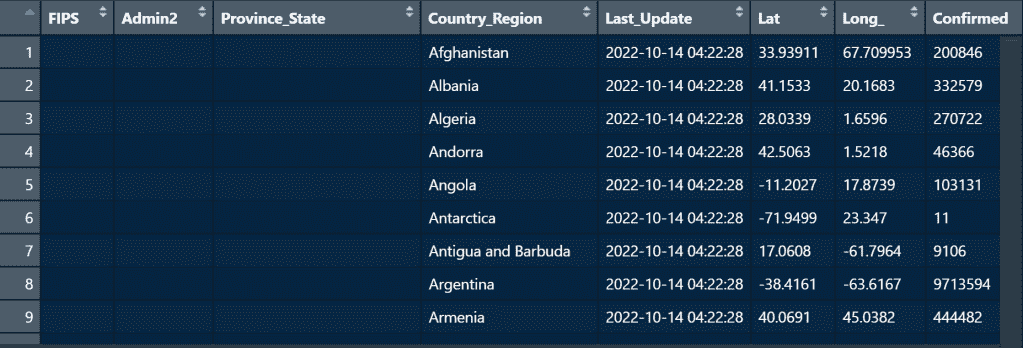 FIPS Admin2 Province_State Country_Region Last_Update Lat Long_ Confirmed
1 Afghanistan 2022-10-14 04:22:28 33.93911 67.709953 200846
2 Albania 2022-10-14 04:22:28 41.1533 20.1683 332579
3 Algeria 2022-10-14 04:22:28 28.0339 1.6596 270722
4 Andorra 2022-10-14 04:22:28 42.5063 1.5218 46366
5 Angola 2022-10-14 04:22:28 -11.2027 17.8739 103131
6 Antarctica 2022-10-14 04:22:28 -71.9499 23.347 11
7 Antigua and Barbuda 2022-10-14 04:22:28 17.0608 -61.7964 9106
8 Argentina 2022-10-14 04:22:28 -38.4161 -63.6167 9713594
9 Armenia 2022-10-14 04:22:28 40.0691 45.0382 444482